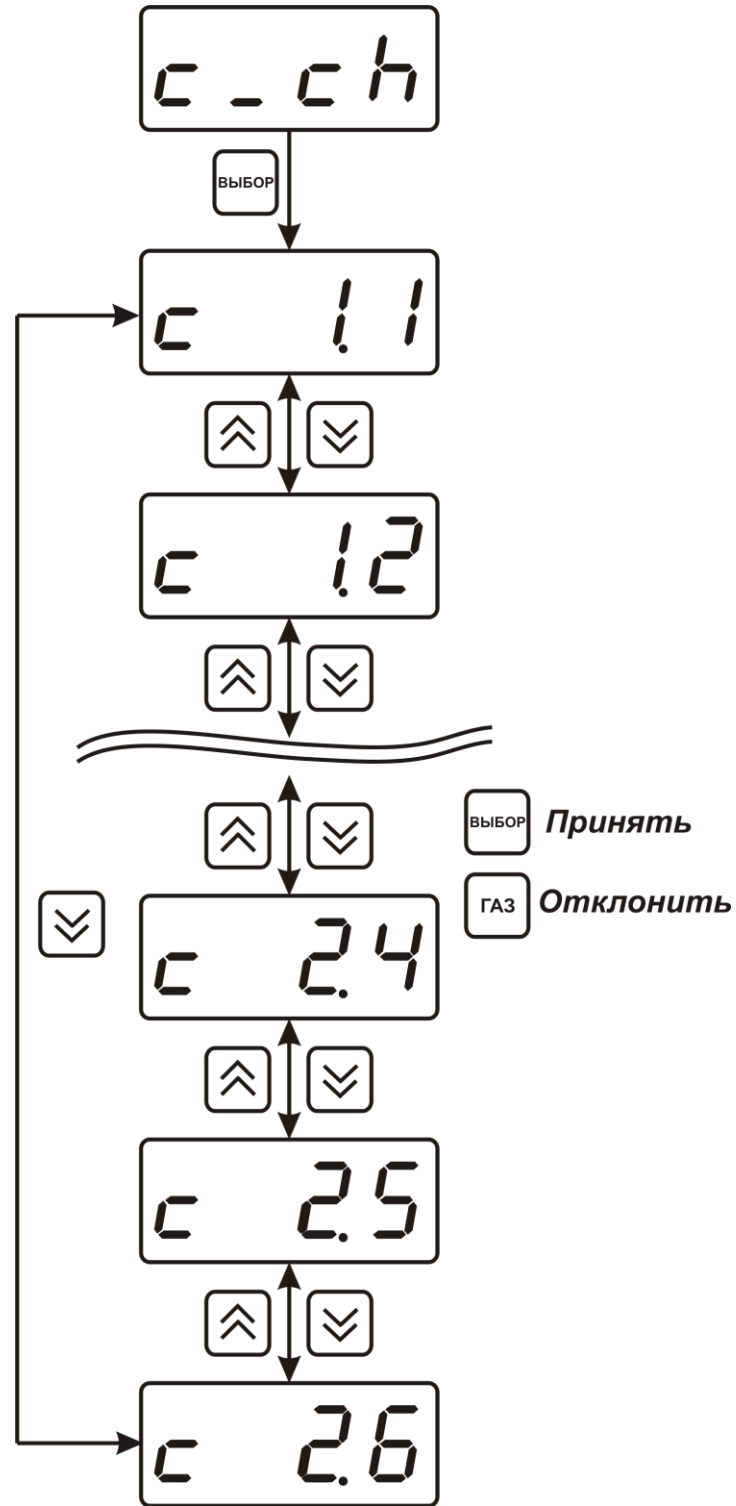 c_ch
ВЫБОР
c 1.1
c 1.2
ВЫБОР Принять
ГАЗ Отклонить
c 2.4
c 2.5
c 2.6